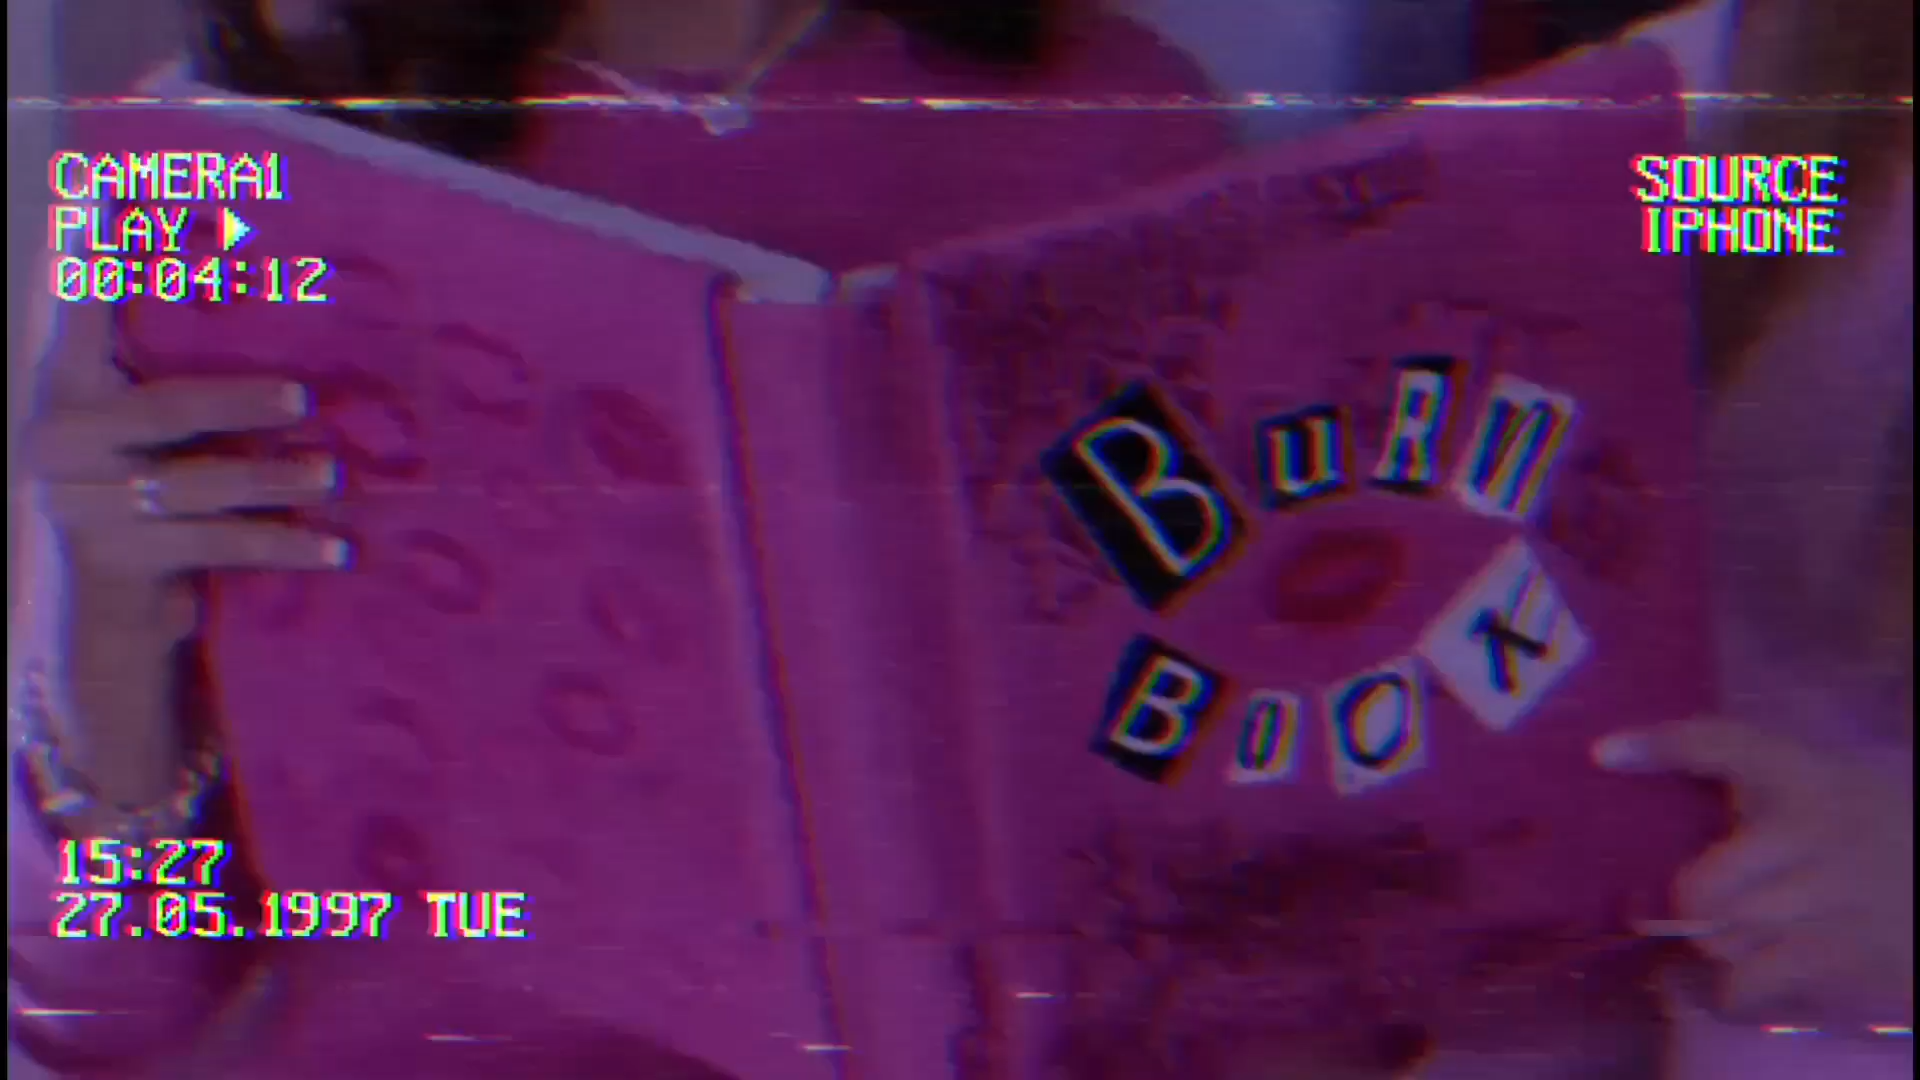 CAMERA1
PLAY
00:04:12
SOURCE
IPHONE
BuRn
BOOK
15:27
27.05.1997 TUE